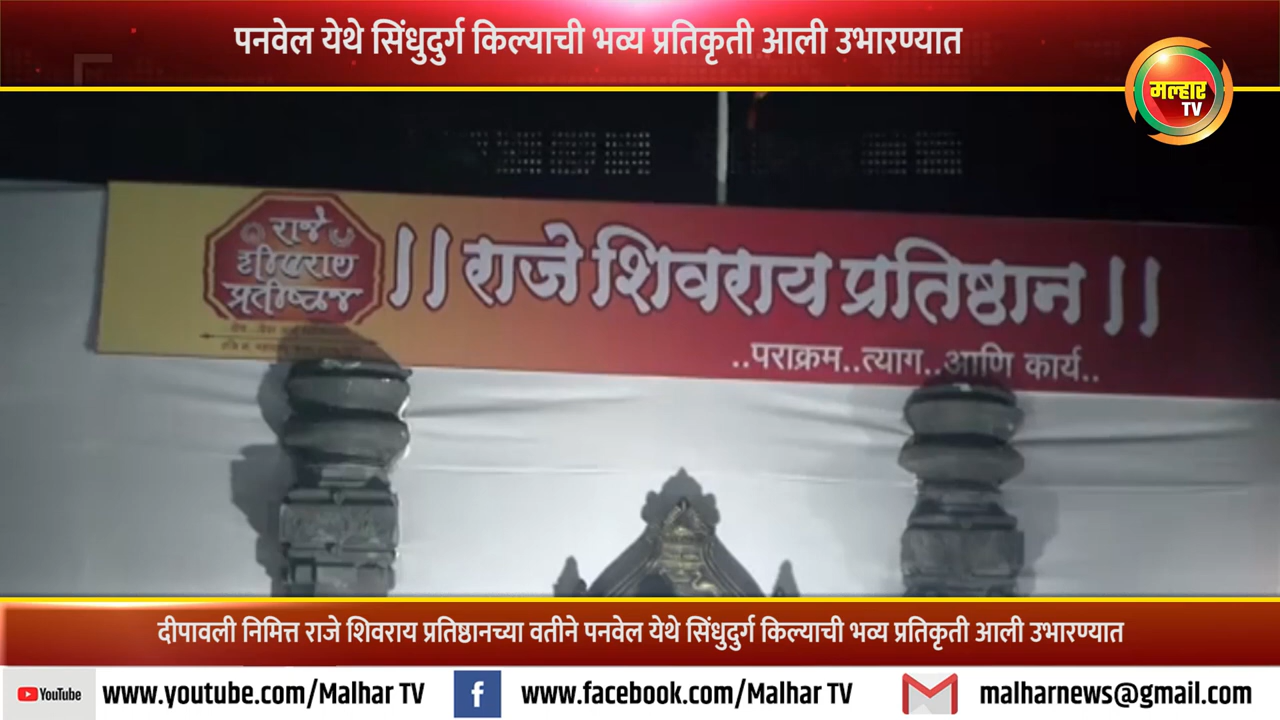 पनवेल येथे सिंधुदुर्ग किल्याची भव्य प्रतिकृती आली उभारण्यात
मल्हार
TV
राजे
शिवराय
प्रतिष्ठान
||राजे शिवराय प्रतिष्ठान||
..पराक्रम..त्याग..आणि कार्य..
दीपावली निमित्त राजे शिवराय प्रतिष्ठानच्या वतीने पनवेल येथे सिंधुदुर्ग किल्याची भव्य प्रतिकृती आली उभारण्यात
YouTube www.youtube.com/Malhar TV
www.facebook.com/Malhar TV
malharnews@gmail.com